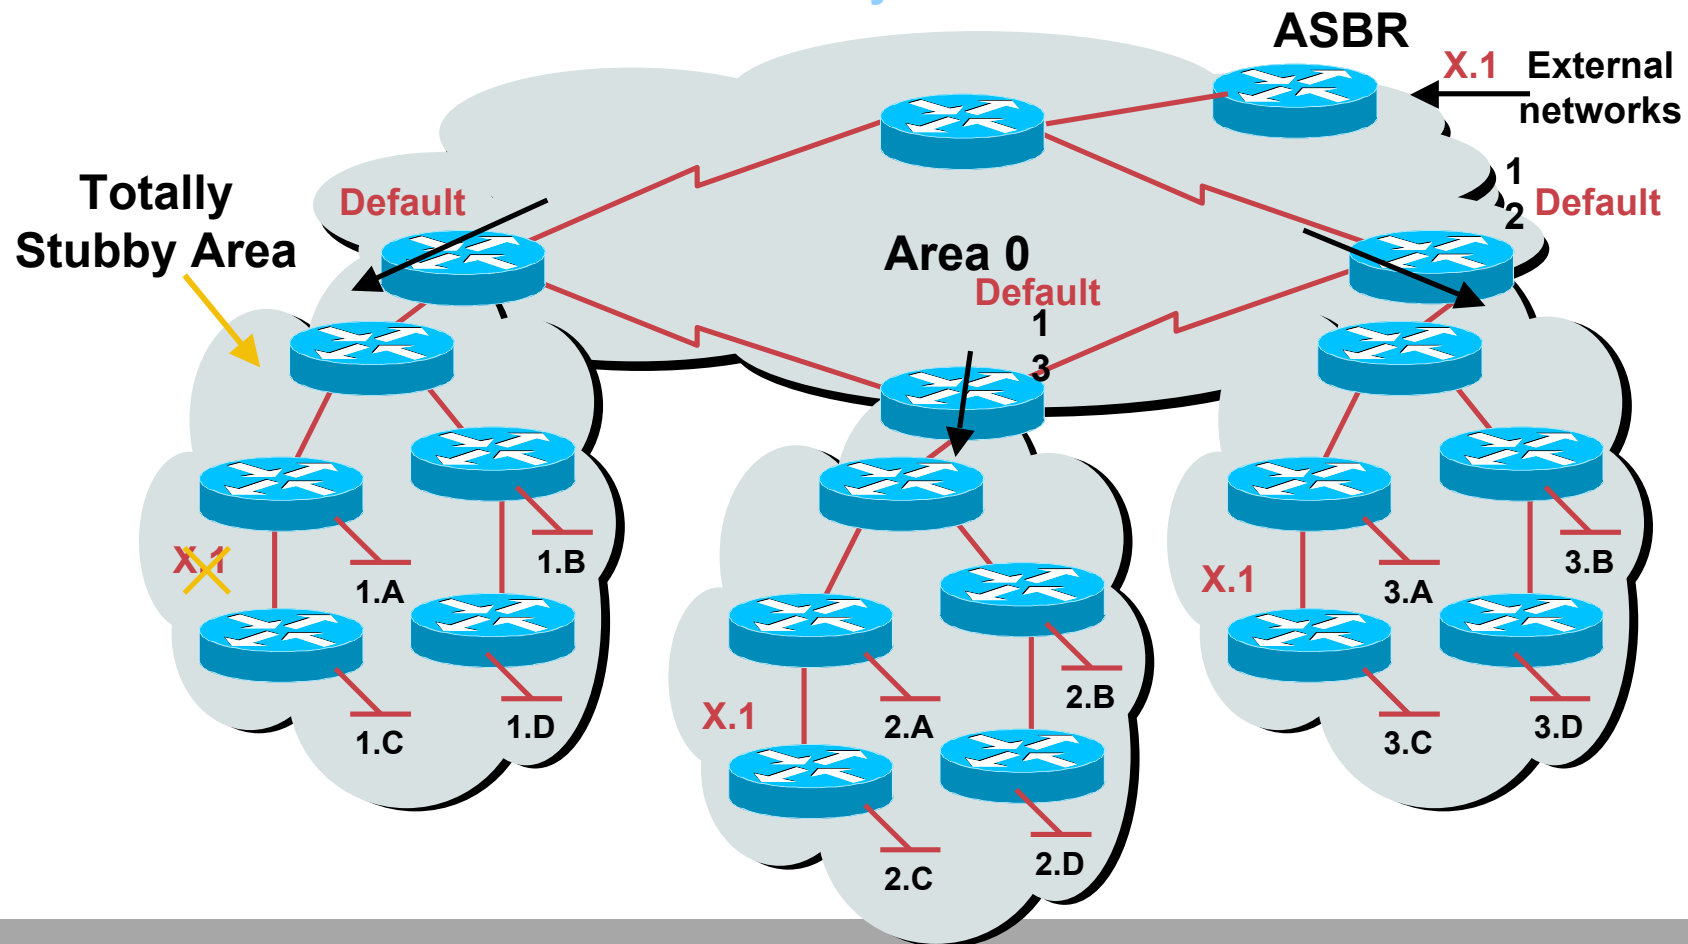 ASBR
X.1
External
networks
Totally
Stubby Area
Default
1
2
Default
Area 0
Default
1
3
X.1
1.A
1.B
1.C
1.D
X.1
2.A
2.B
2.C
2.D
X.1
3.A
3.B
3.C
3.D